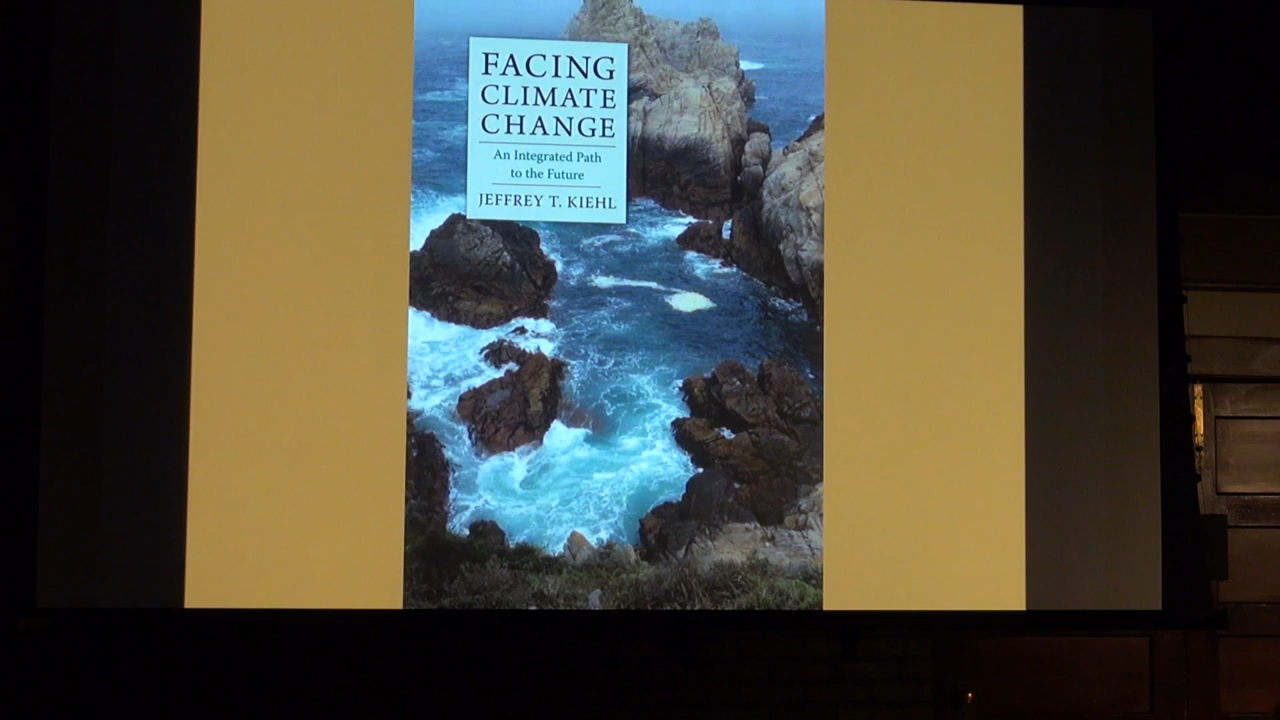 FACING
CLIMATE
CHANGE
An Integrated Path
to the Future
JEFFREY T. KIEHL